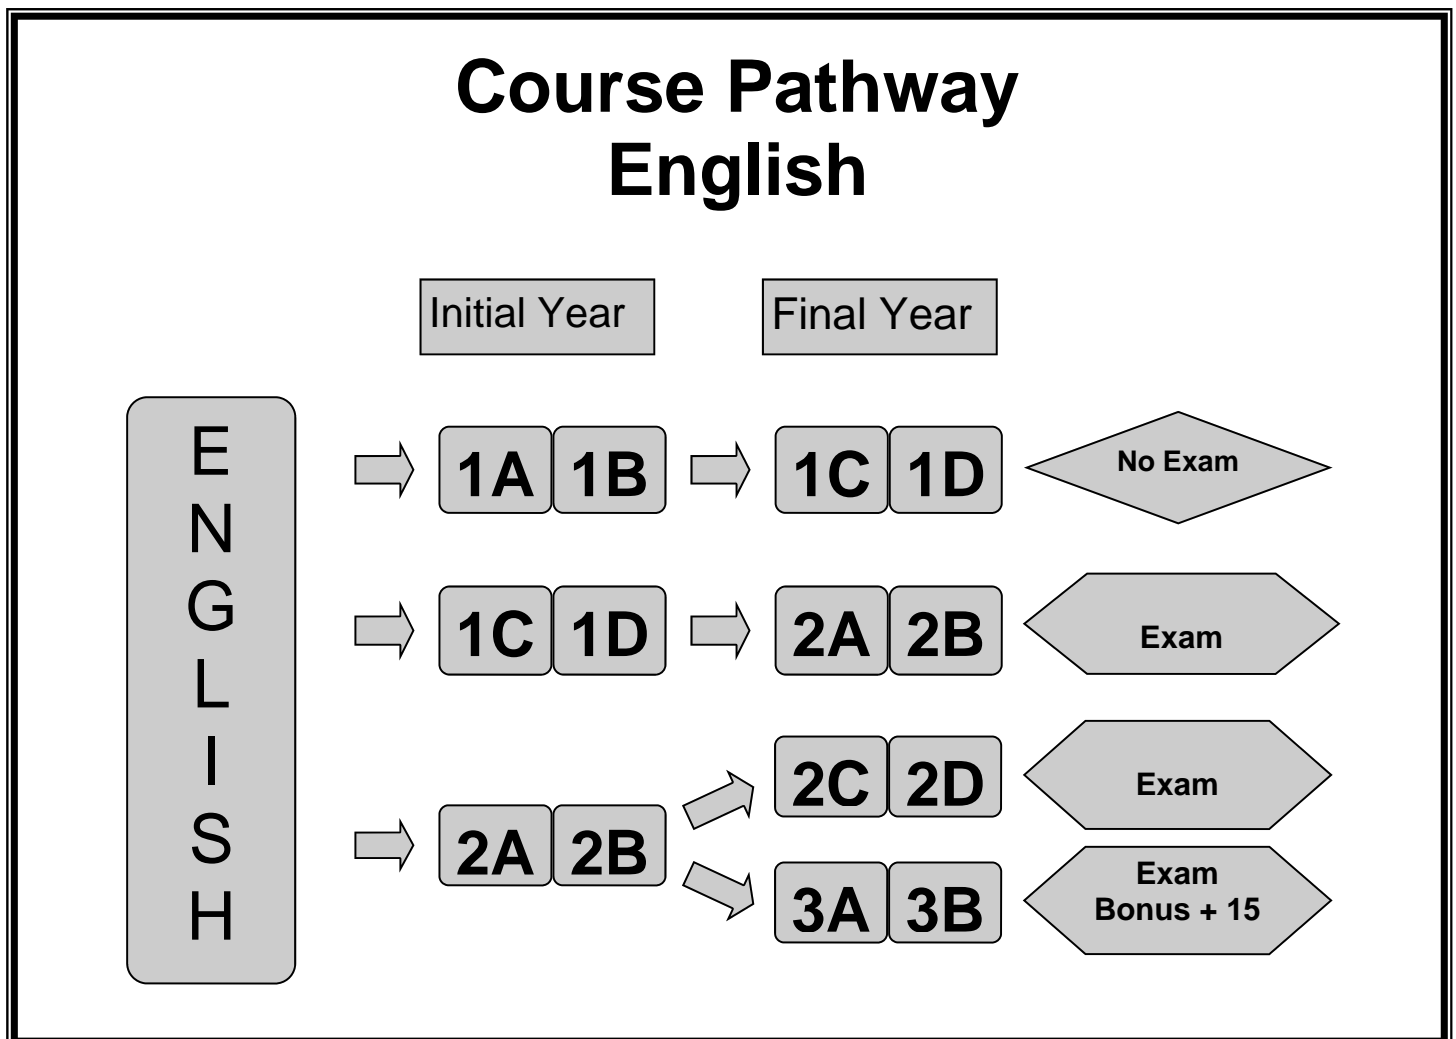 Course Pathway
English
Initial Year
Final Year
E
N
G
L
I
S
H
1A 1B
1C 1D
No Exam
1C 1D
2A 2B
Exam
2A 2B
2C 2D
Exam
3A 3B
Exam
Bonus + 15